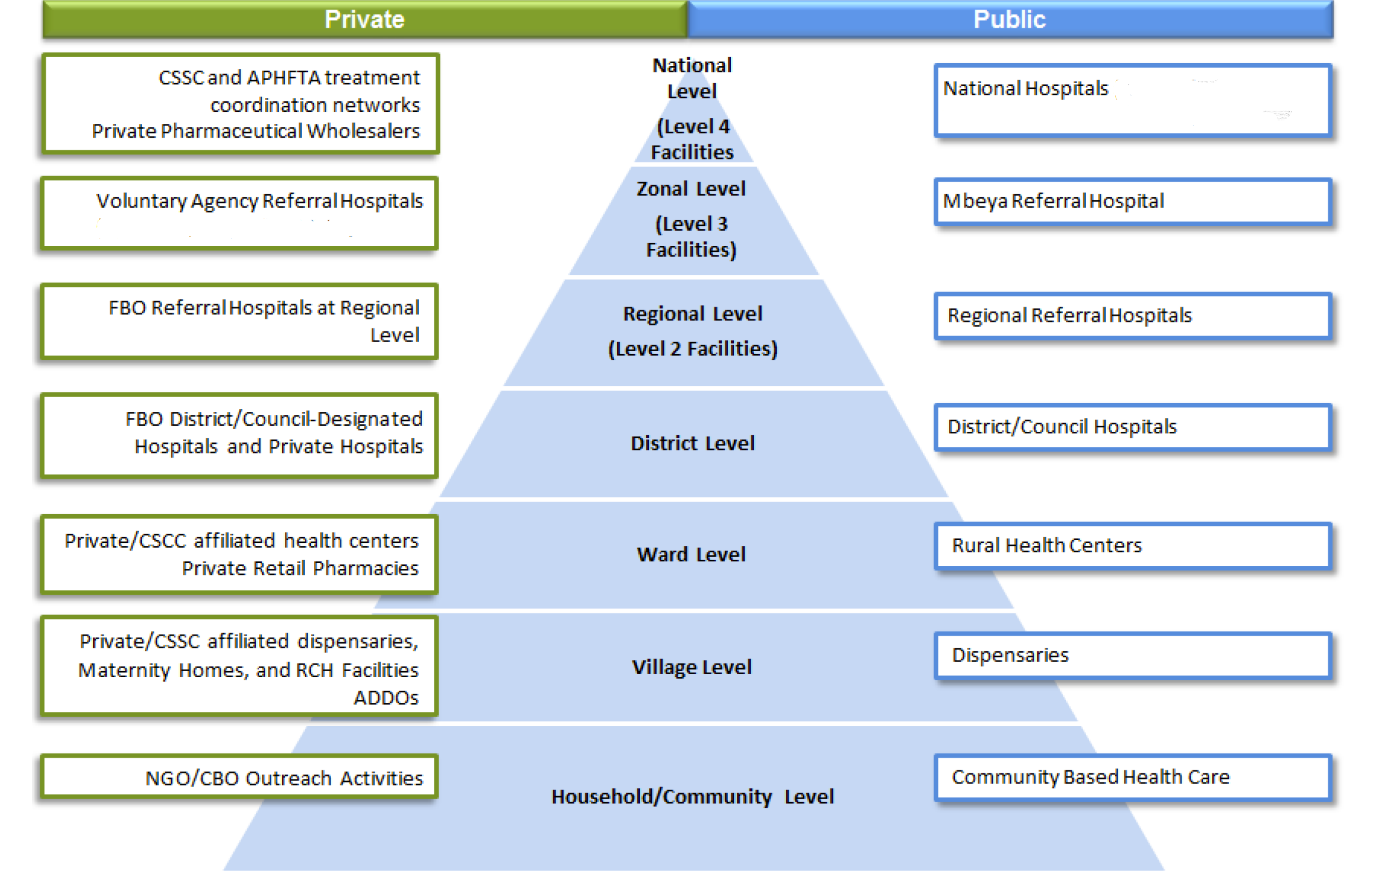 Private
Public
CSSC and APHFTA treatment
coordination networks
Private Pharmaceutical Wholesalers
National
Level
(Level 4
Facilities
National Hospitals
Voluntary Agency Referral Hospitals
Zonal Level
(Level 3
Facilities)
Mbeya Referral Hospital
FBO Referral Hospitals at Regional
Level
Regional Level
(Level 2 Facilities)
Regional Referral Hospitals
FBO District/Council-Designated
Hospitals and Private Hospitals
District Level
District/Council Hospitals
Private/CSCC affiliated health centers
Private Retail Pharmacies
Ward Level
Rural Health Centers
Private/CSSC affiliated dispensaries,
Maternity Homes, and RCH Facilities
ADDOs
Village Level
Dispensaries
NGO/CBO Outreach Activities
Household/Community Level
Community Based Health Care